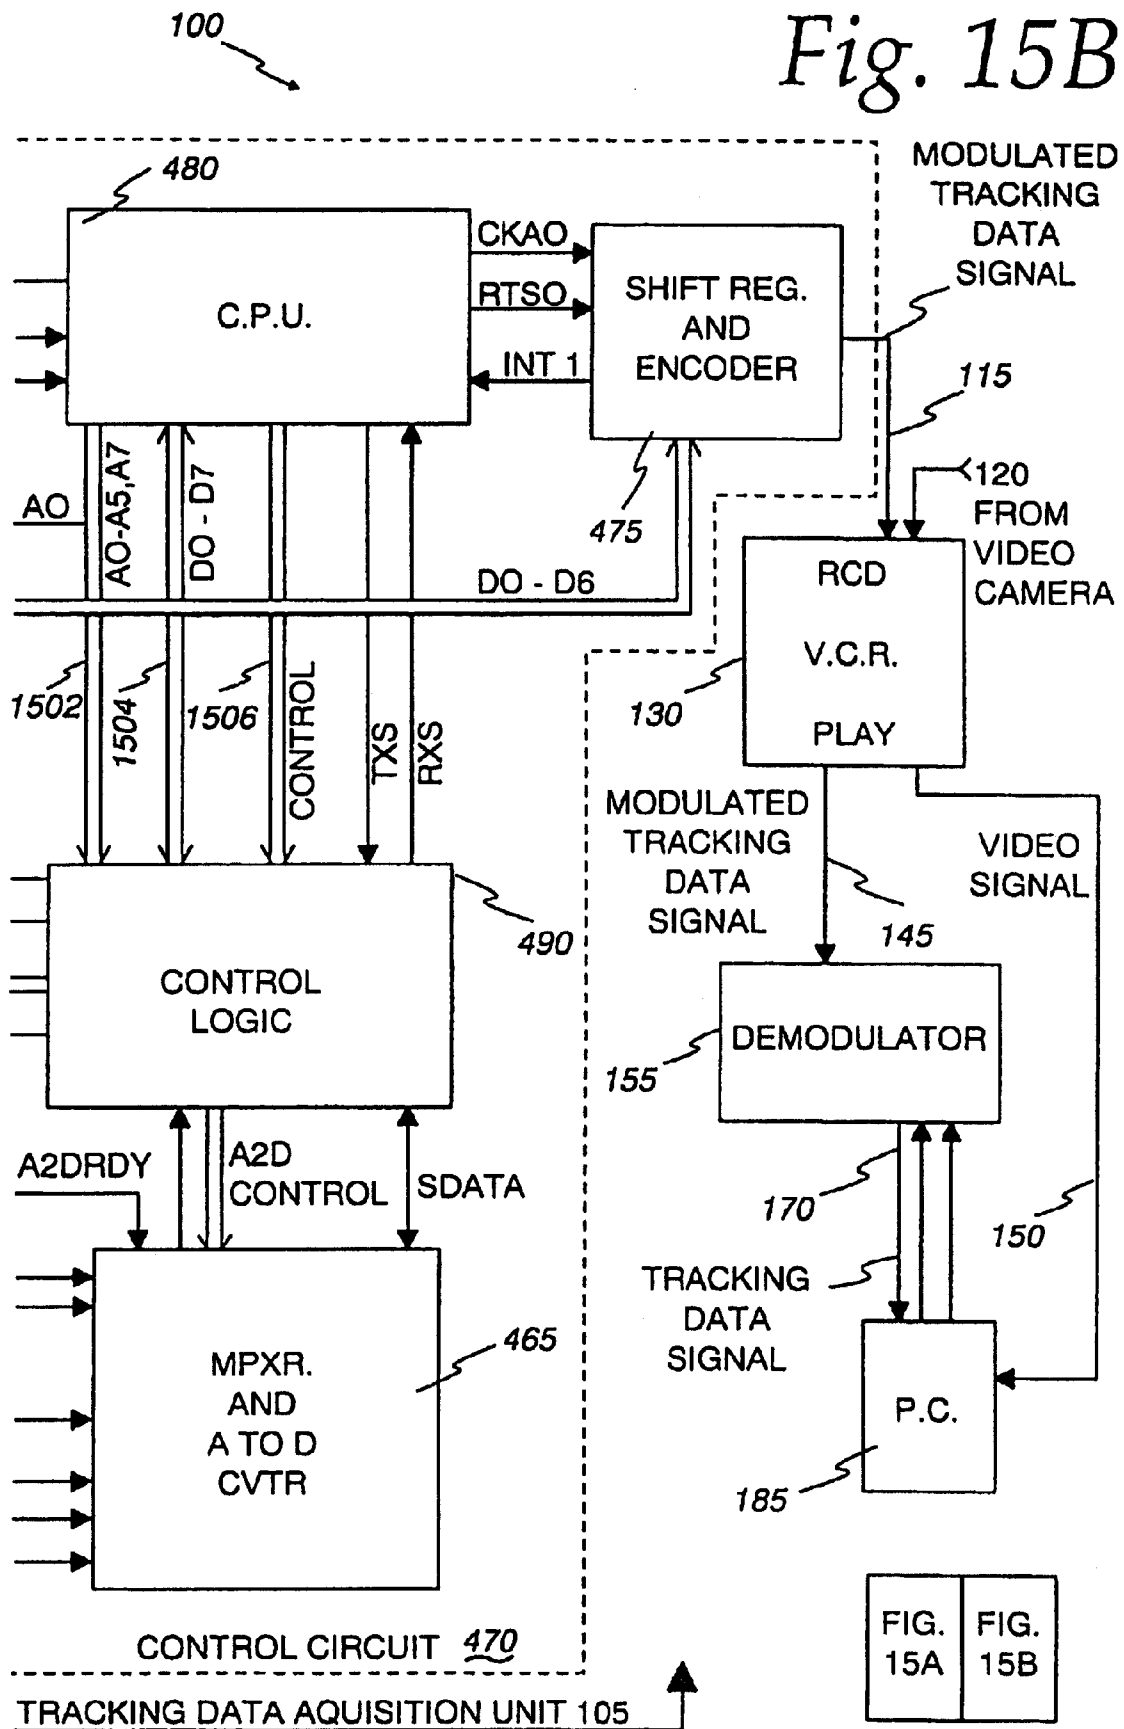 100
Fig. 15B
480
MODULATED
TRACKING
DATA
SIGNAL
C.P.U.
CKAO
RTSO
INT 1
SHIFT REG.
AND
ENCODER
115
475
120
FROM
VIDEO
CAMERA
AO
AO-A5,A7
DO - D7
DO - D6
RCD
V.C.R.
PLAY
130
1502
1504
1506
CONTROL
TXS
RXS
MODULATED
TRACKING
DATA
SIGNAL
VIDEO
SIGNAL
145
490
CONTROL
LOGIC
DEMODULATOR
155
A2DRDY
A2D
CONTROL
SDATA
170
150
TRACKING
DATA
SIGNAL
465
MPXR.
AND
A TO D
CVTR
P.C.
185
CONTROL CIRCUIT 470
FIG.
15A
FIG.
15B
TRACKING DATA AQUISITION UNIT 105